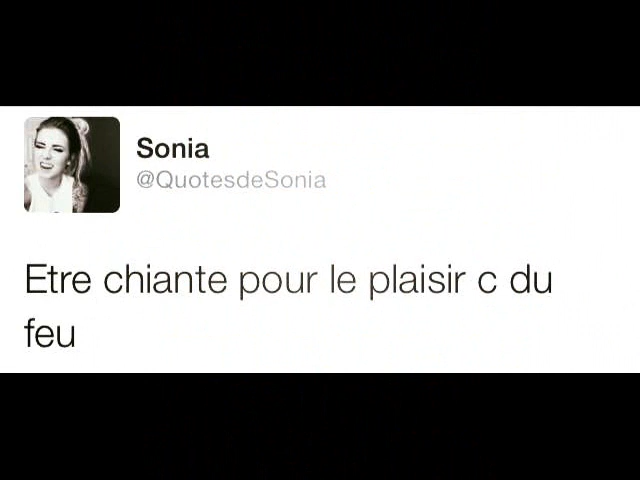 Sonia
@QuotesdeSonia
Etre chiante pour le plaisir c du
feu